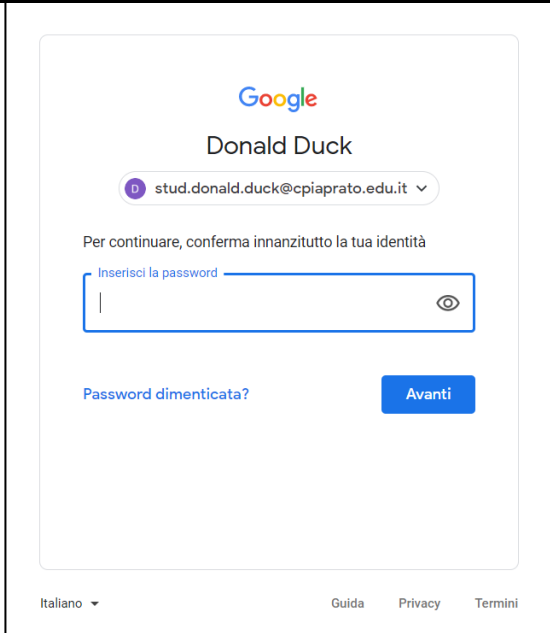 Google
Donald Duck
D stud.donald.duck@cpiaprato.edu.it
Per continuare, conferma innanzitutto la tua identità
Inserisci la password
Password dimenticata? Avanti
Italiano Guida Privacy Termini